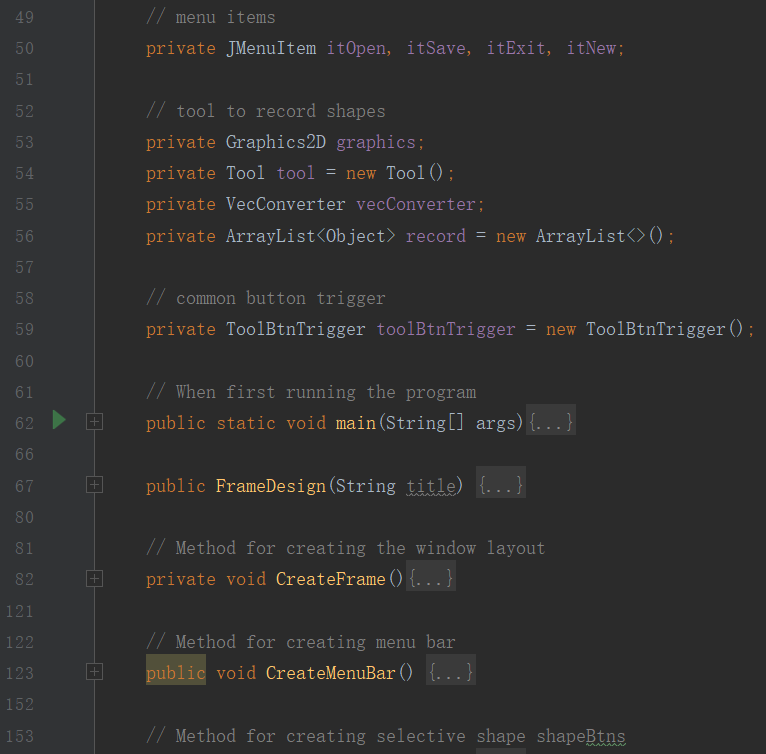 49 // menu items
50 private JMenuItem itOpen, itSave, itExit, itNew;
51
52 // tool to record shapes
53 private Graphics2D graphics;
54 private Tool tool = new Tool();
55 private VecConverter vecConverter;
56 private ArrayList<Object> record = new ArrayList<>();
57
58 // common button trigger
59 private ToolBtnTrigger toolBtnTrigger = new ToolBtnTrigger();
60
61 // When first running the program
62 public static void main(String[] args){...}
66
67 public FrameDesign(String title) {...}
80
81 // Method for creating the window layout
82 private void CreateFrame(){...}
121
122 // Method for creating menu bar
123 public void CreateMenuBar() {...}
152
153 // Method for creating selective shape shapeBtns